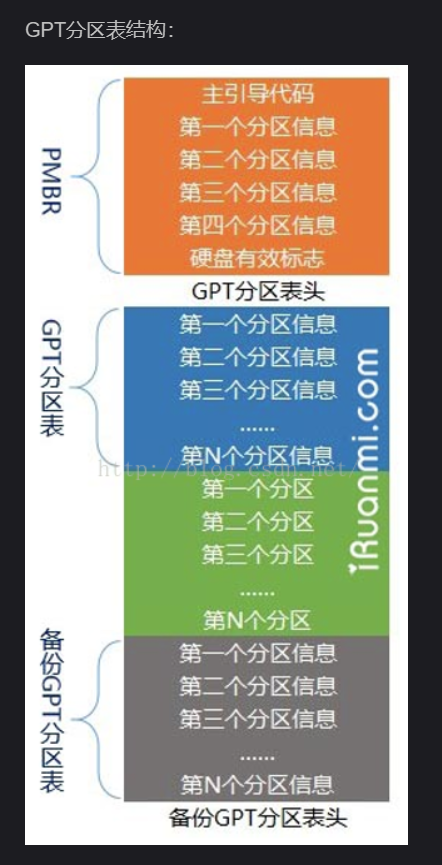 GPT分区表结构：
PMBR
主引导代码
第一个分区信息
第二个分区信息
第三个分区信息
第四个分区信息
硬盘有效标志
GPT分区表头
GPT分区表
第一个分区信息
第二个分区信息
第三个分区信息
......
第N个分区信息
http://blog.csdn.net/
iRuanmi.com
第一个分区
第二个分区
第三个分区
......
第N个分区
备份GPT分区表
第一个分区信息
第二个分区信息
第三个分区信息
......
第N个分区信息
备份GPT分区表头